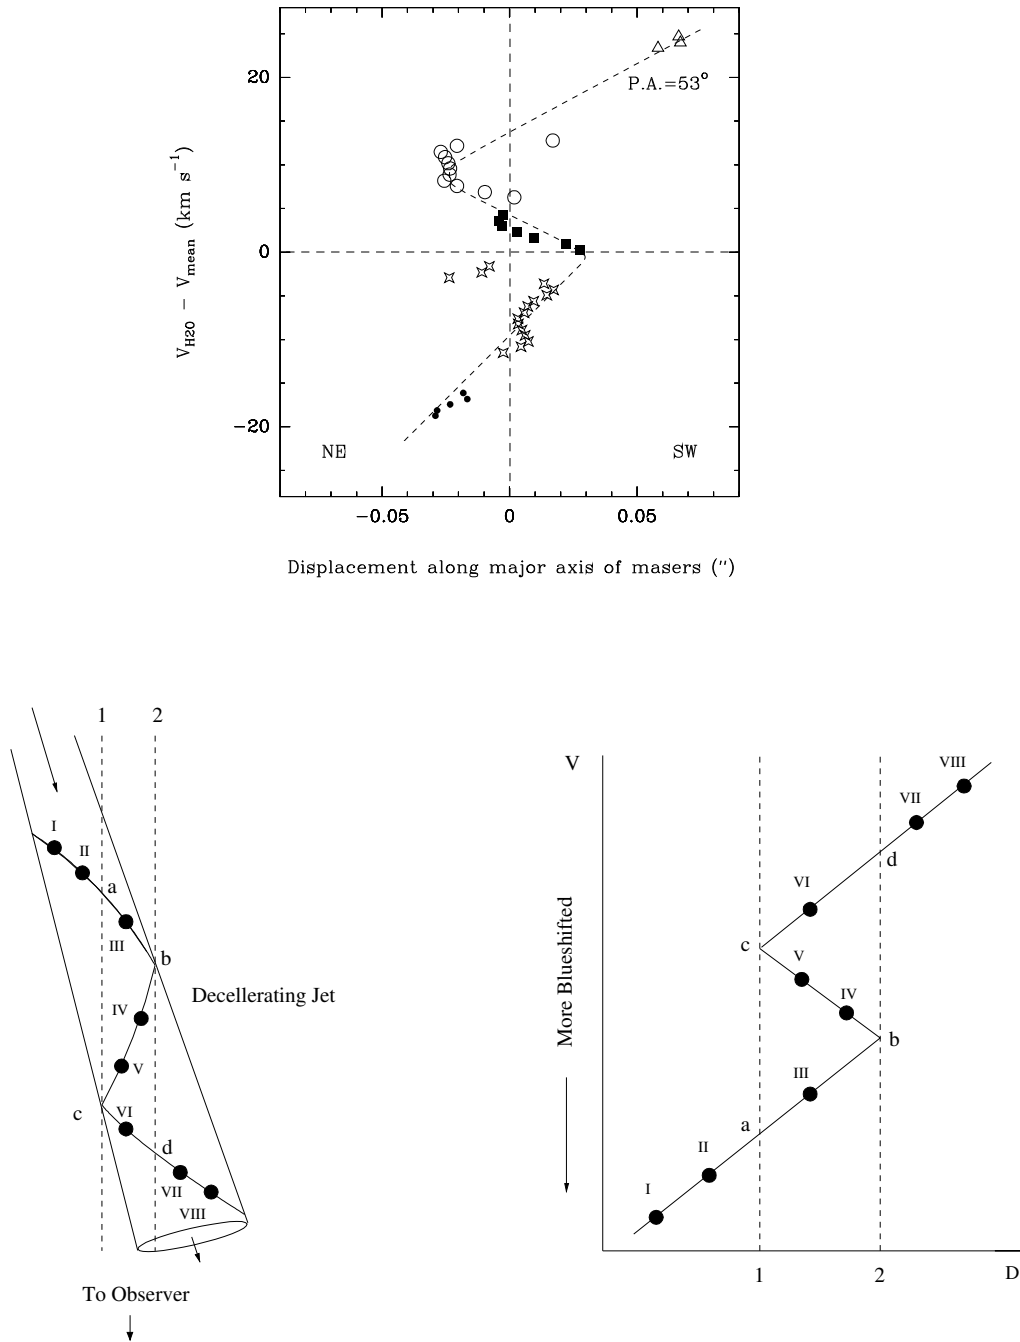 20
0
−20
V_H2O − V_mean (km s⁻¹)
P.A.=53°
NE
SW
−0.05
0
0.05
Displacement along major axis of masers ('')
1
2
I
II
a
III
b
Decellerating Jet
IV
V
c
VI
d
VII
VIII
To Observer
V
VIII
VII
d
VI
c
V
IV
b
III
a
II
I
More Blueshifted
1
2
D